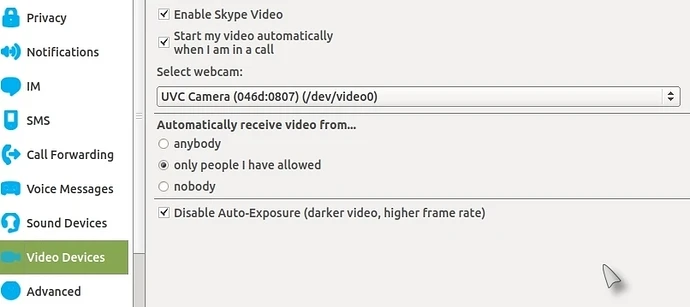 Privacy
Notifications
IM
SMS
Call Forwarding
Voice Messages
Sound Devices
Video Devices
Advanced
Enable Skype Video
Start my video automatically
when I am in a call
Select webcam:
UVC Camera (046d:0807) (/dev/video0)
Automatically receive video from...
anybody
only people I have allowed
nobody
Disable Auto-Exposure (darker video, higher frame rate)